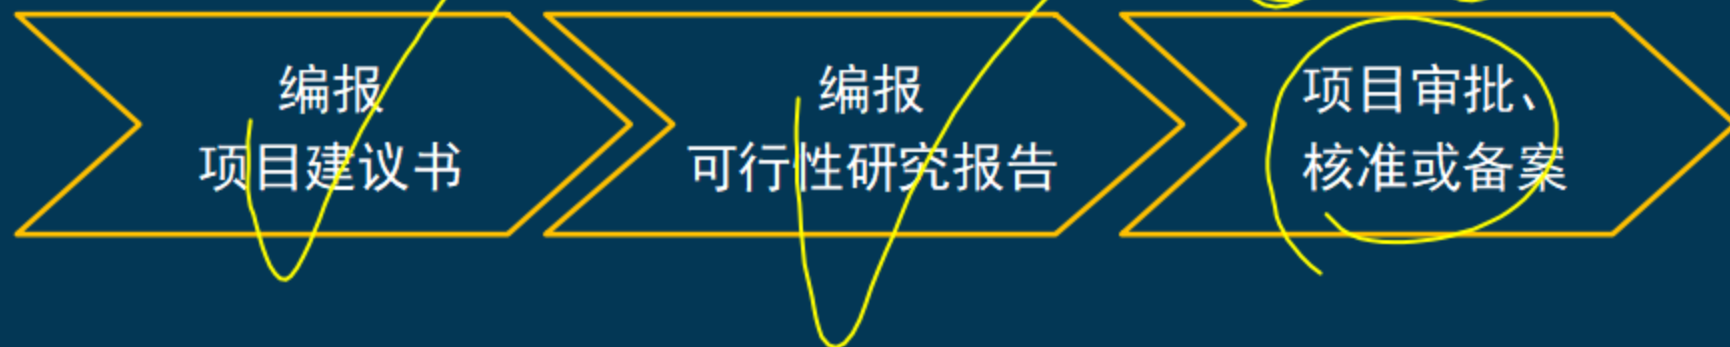 编报
项目建议书
编报
可行性研究报告
项目审批、
核准或备案